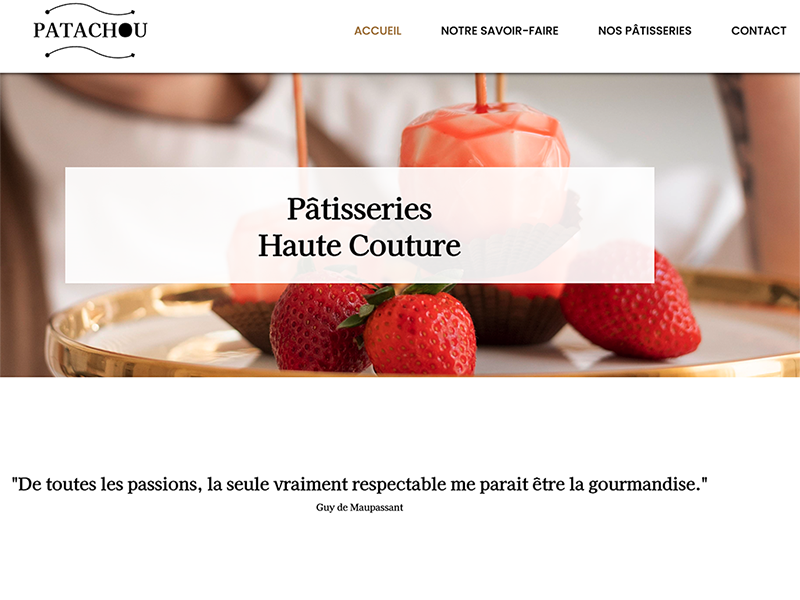 PATACHOU
ACCUEIL NOTRE SAVOIR-FAIRE NOS PÂTISSERIES CONTACT
Pâtisseries
Haute Couture
"De toutes les passions, la seule vraiment respectable me parait être la gourmandise."
Guy de Maupassant